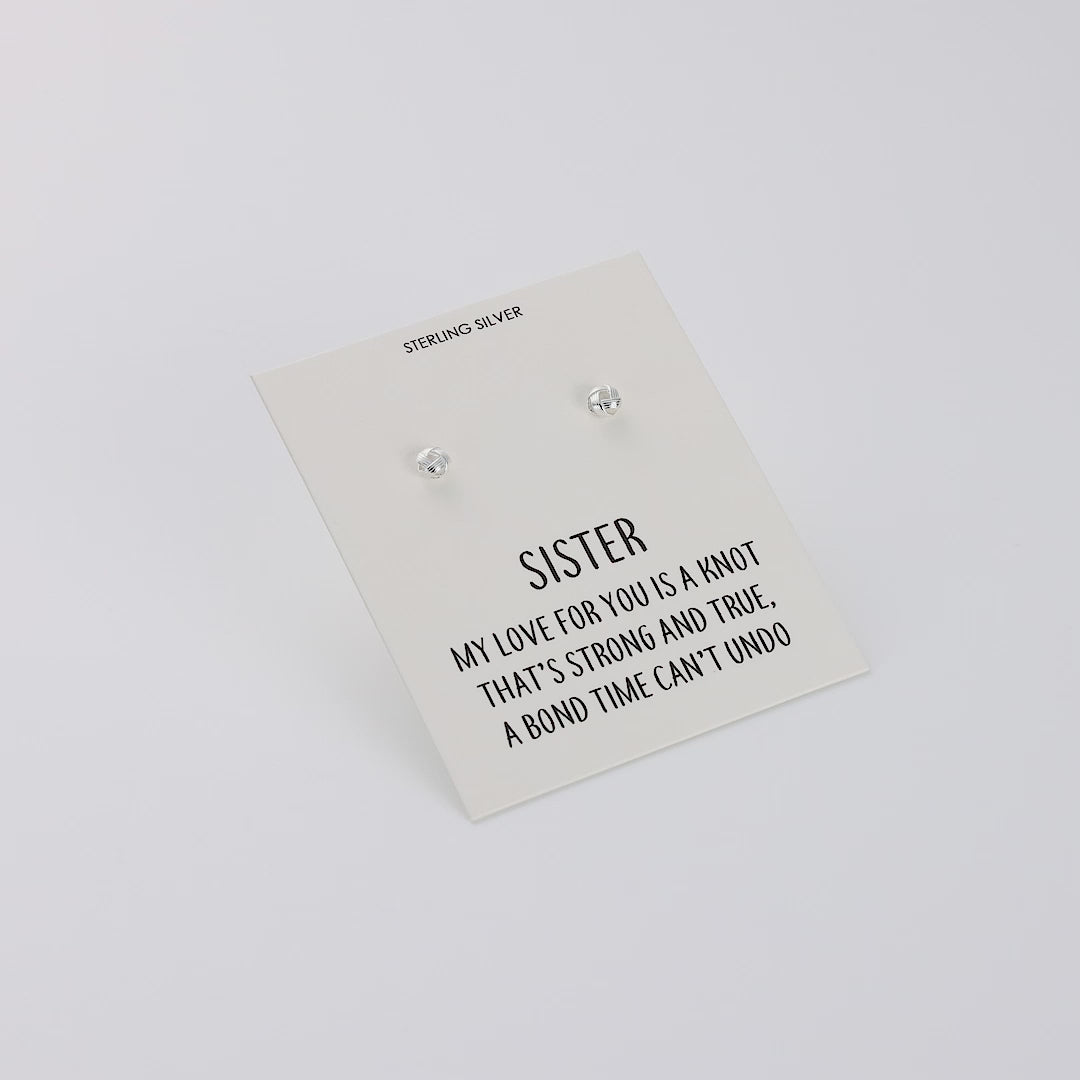 STERLING SILVER
SISTER
MY LOVE FOR YOU IS A KNOT
THAT'S STRONG AND TRUE,
A BOND TIME CAN'T UNDO